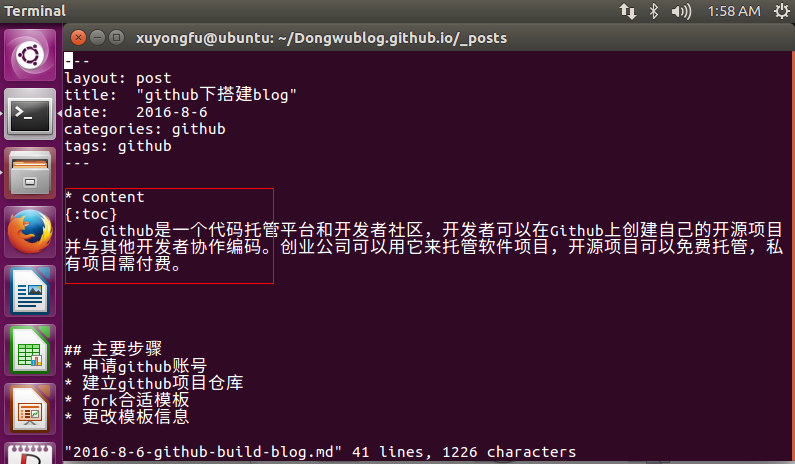 Terminal
1:58 AM
xuyongfu@ubuntu: ~/Dongwublog.github.io/_posts
---
layout: post
title:  "github下搭建blog"
date:   2016-8-6
categories: github
tags: github
---
* content
{:toc}
Github是一个代码托管平台和开发者社区，开发者可以在Github上创建自己的开源项目
并与其他开发者协作编码。创业公司可以用它来托管软件项目，开源项目可以免费托管，私
有项目需付费。
## 主要步骤
* 申请github账号
* 建立github项目仓库
* fork合适模板
* 更改模板信息
"2016-8-6-github-build-blog.md" 41 lines, 1226 characters